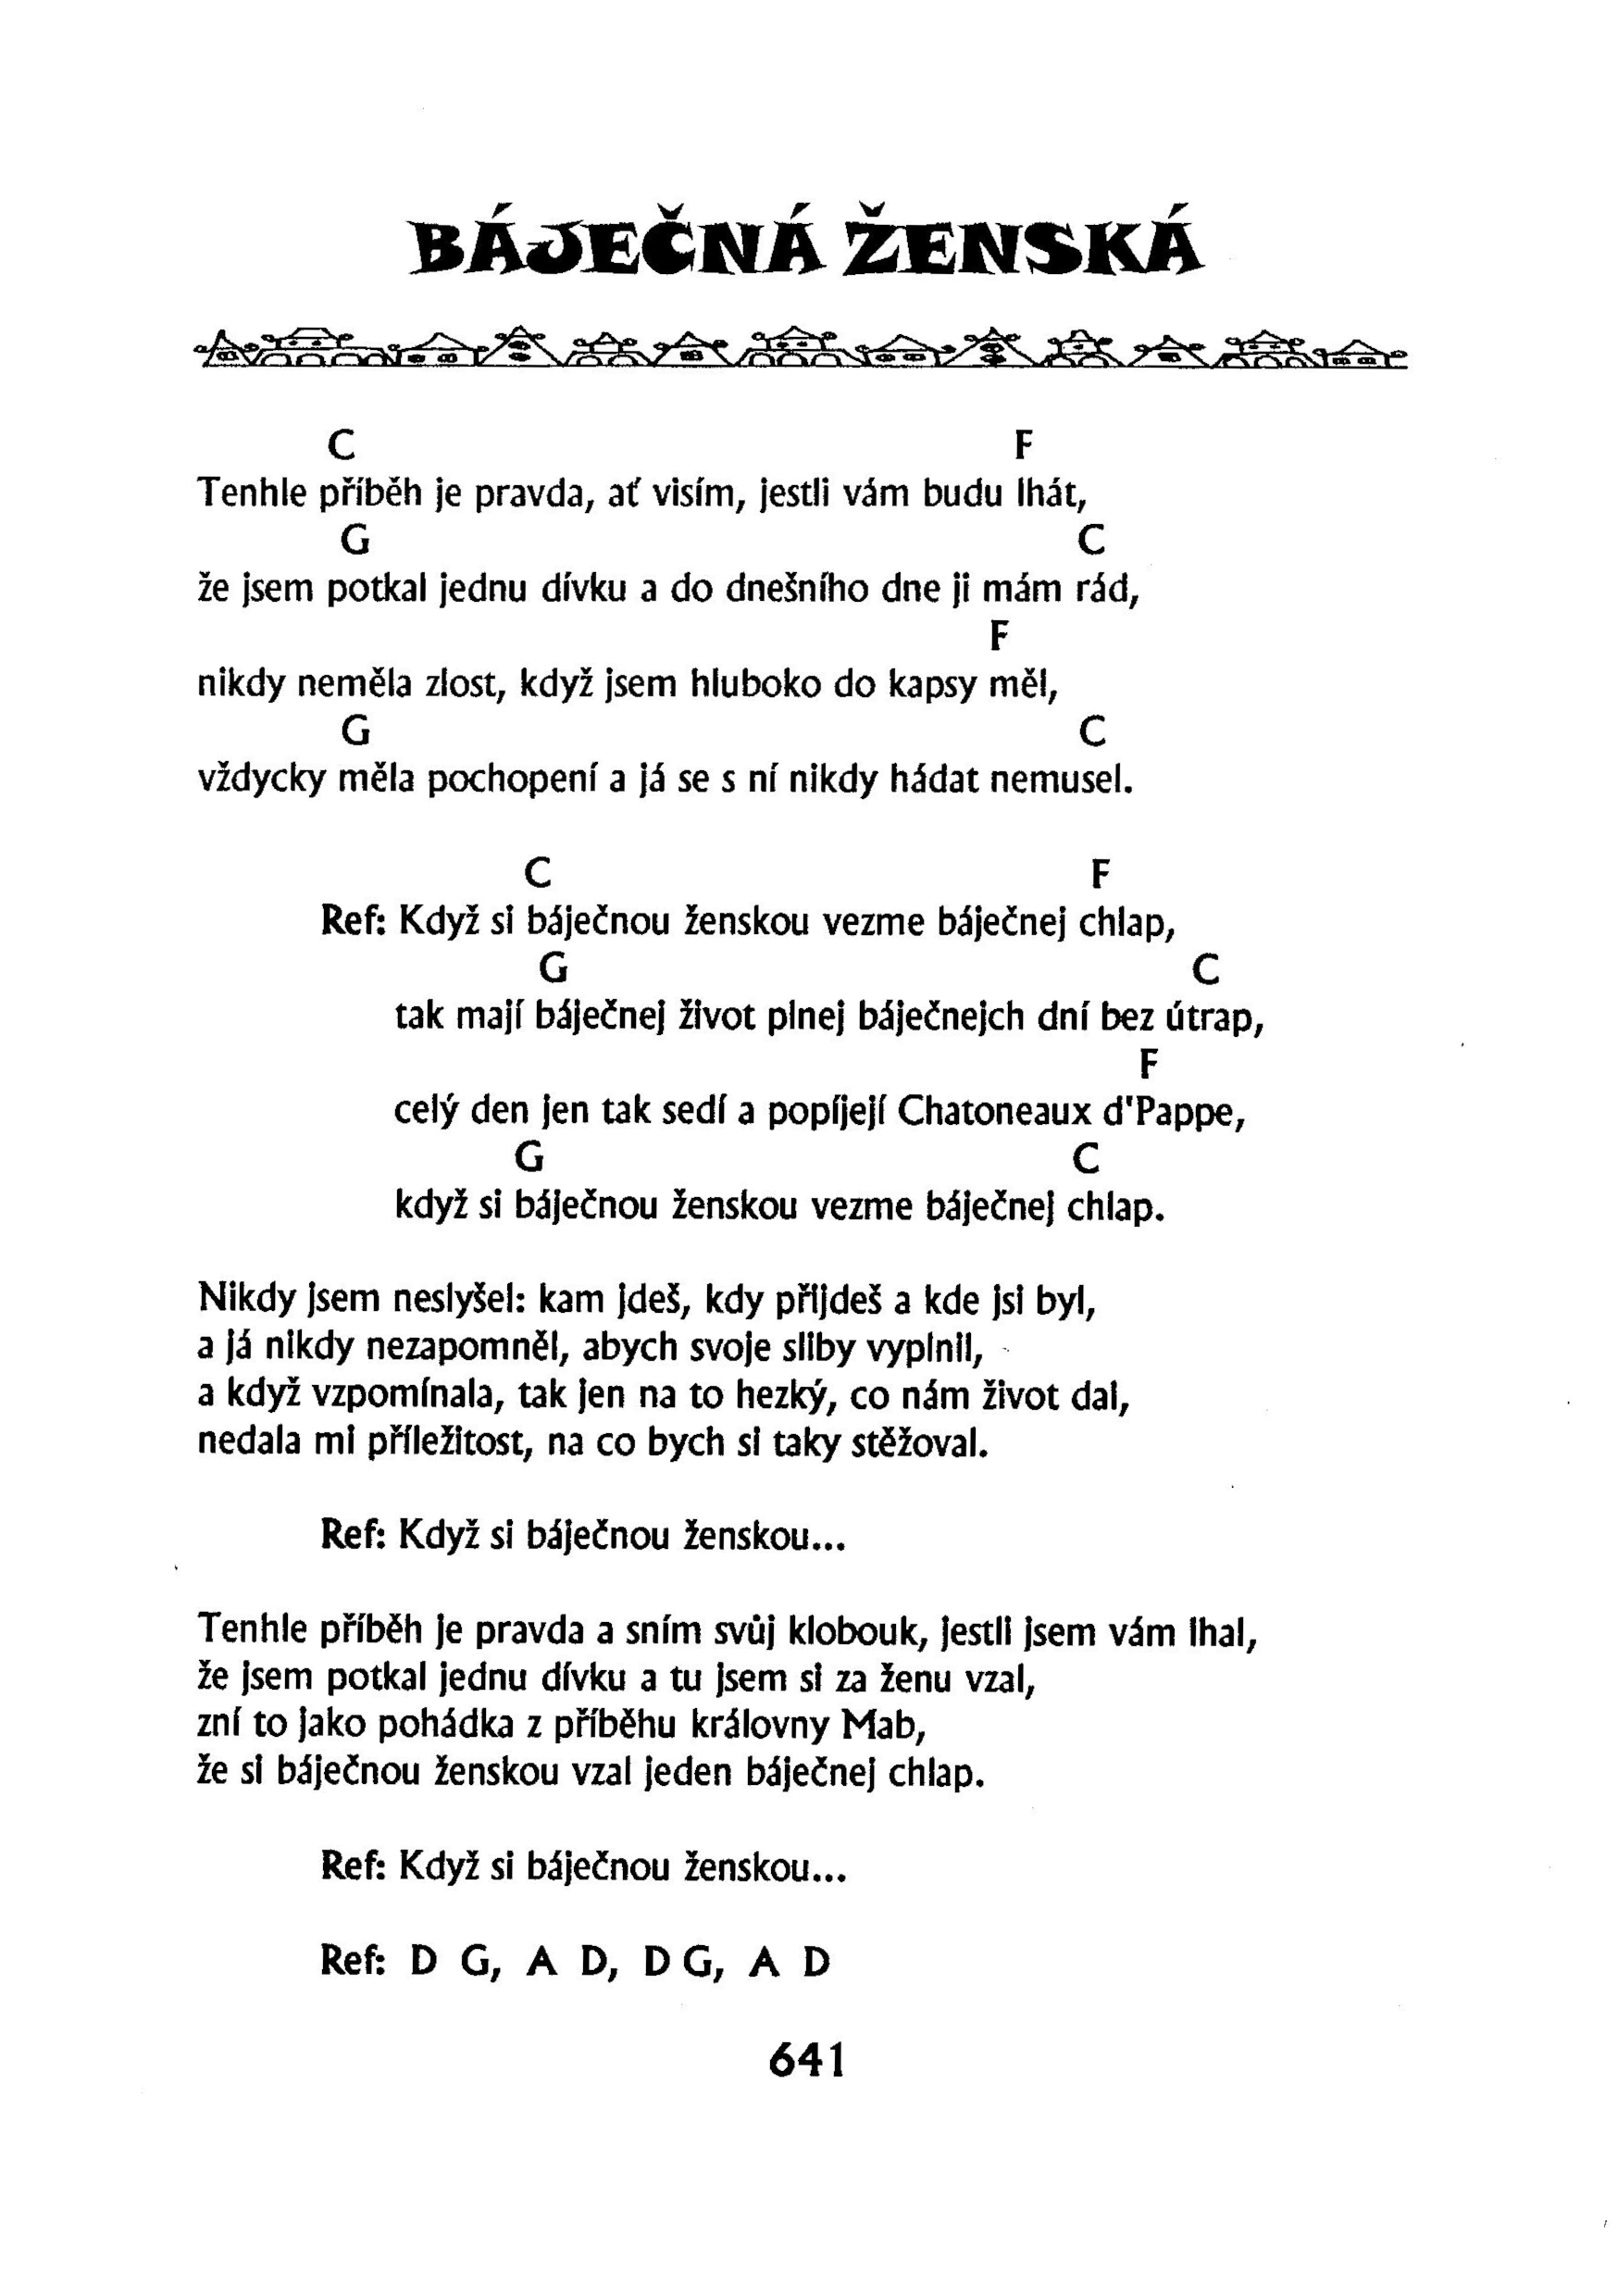 BÁJEČNÁ ŽENSKÁ
C F
Tenhle příběh je pravda, ať visím, jestli vám budu lhát,
G C
že jsem potkal jednu dívku a do dnešního dne ji mám rád,
F
nikdy neměla zlost, když jsem hluboko do kapsy měl,
G C
vždycky měla pochopení a já se s ní nikdy hádat nemusel.
C F
Ref: Když si báječnou ženskou vezme báječnej chlap,
G C
tak mají báječnej život plnej báječnejch dní bez útrap,
F
celý den jen tak sedí a popíjejí Chatoneaux d'Pappe,
G C
když si báječnou ženskou vezme báječnej chlap.
Nikdy jsem neslyšel: kam jdeš, kdy přijdeš a kde jsi byl,
a já nikdy nezapomněl, abych svoje sliby vyplnil,
a když vzpomínala, tak jen na to hezký, co nám život dal,
nedala mi příležitost, na co bych si taky stěžoval.
Ref: Když si báječnou ženskou...
Tenhle příběh je pravda a sním svůj klobouk, jestli jsem vám lhal,
že jsem potkal jednu dívku a tu jsem si za ženu vzal,
zní to jako pohádka z příběhu královny Mab,
že si báječnou ženskou vzal jeden báječnej chlap.
Ref: Když si báječnou ženskou...
Ref: D G, A D, D G, A D
641